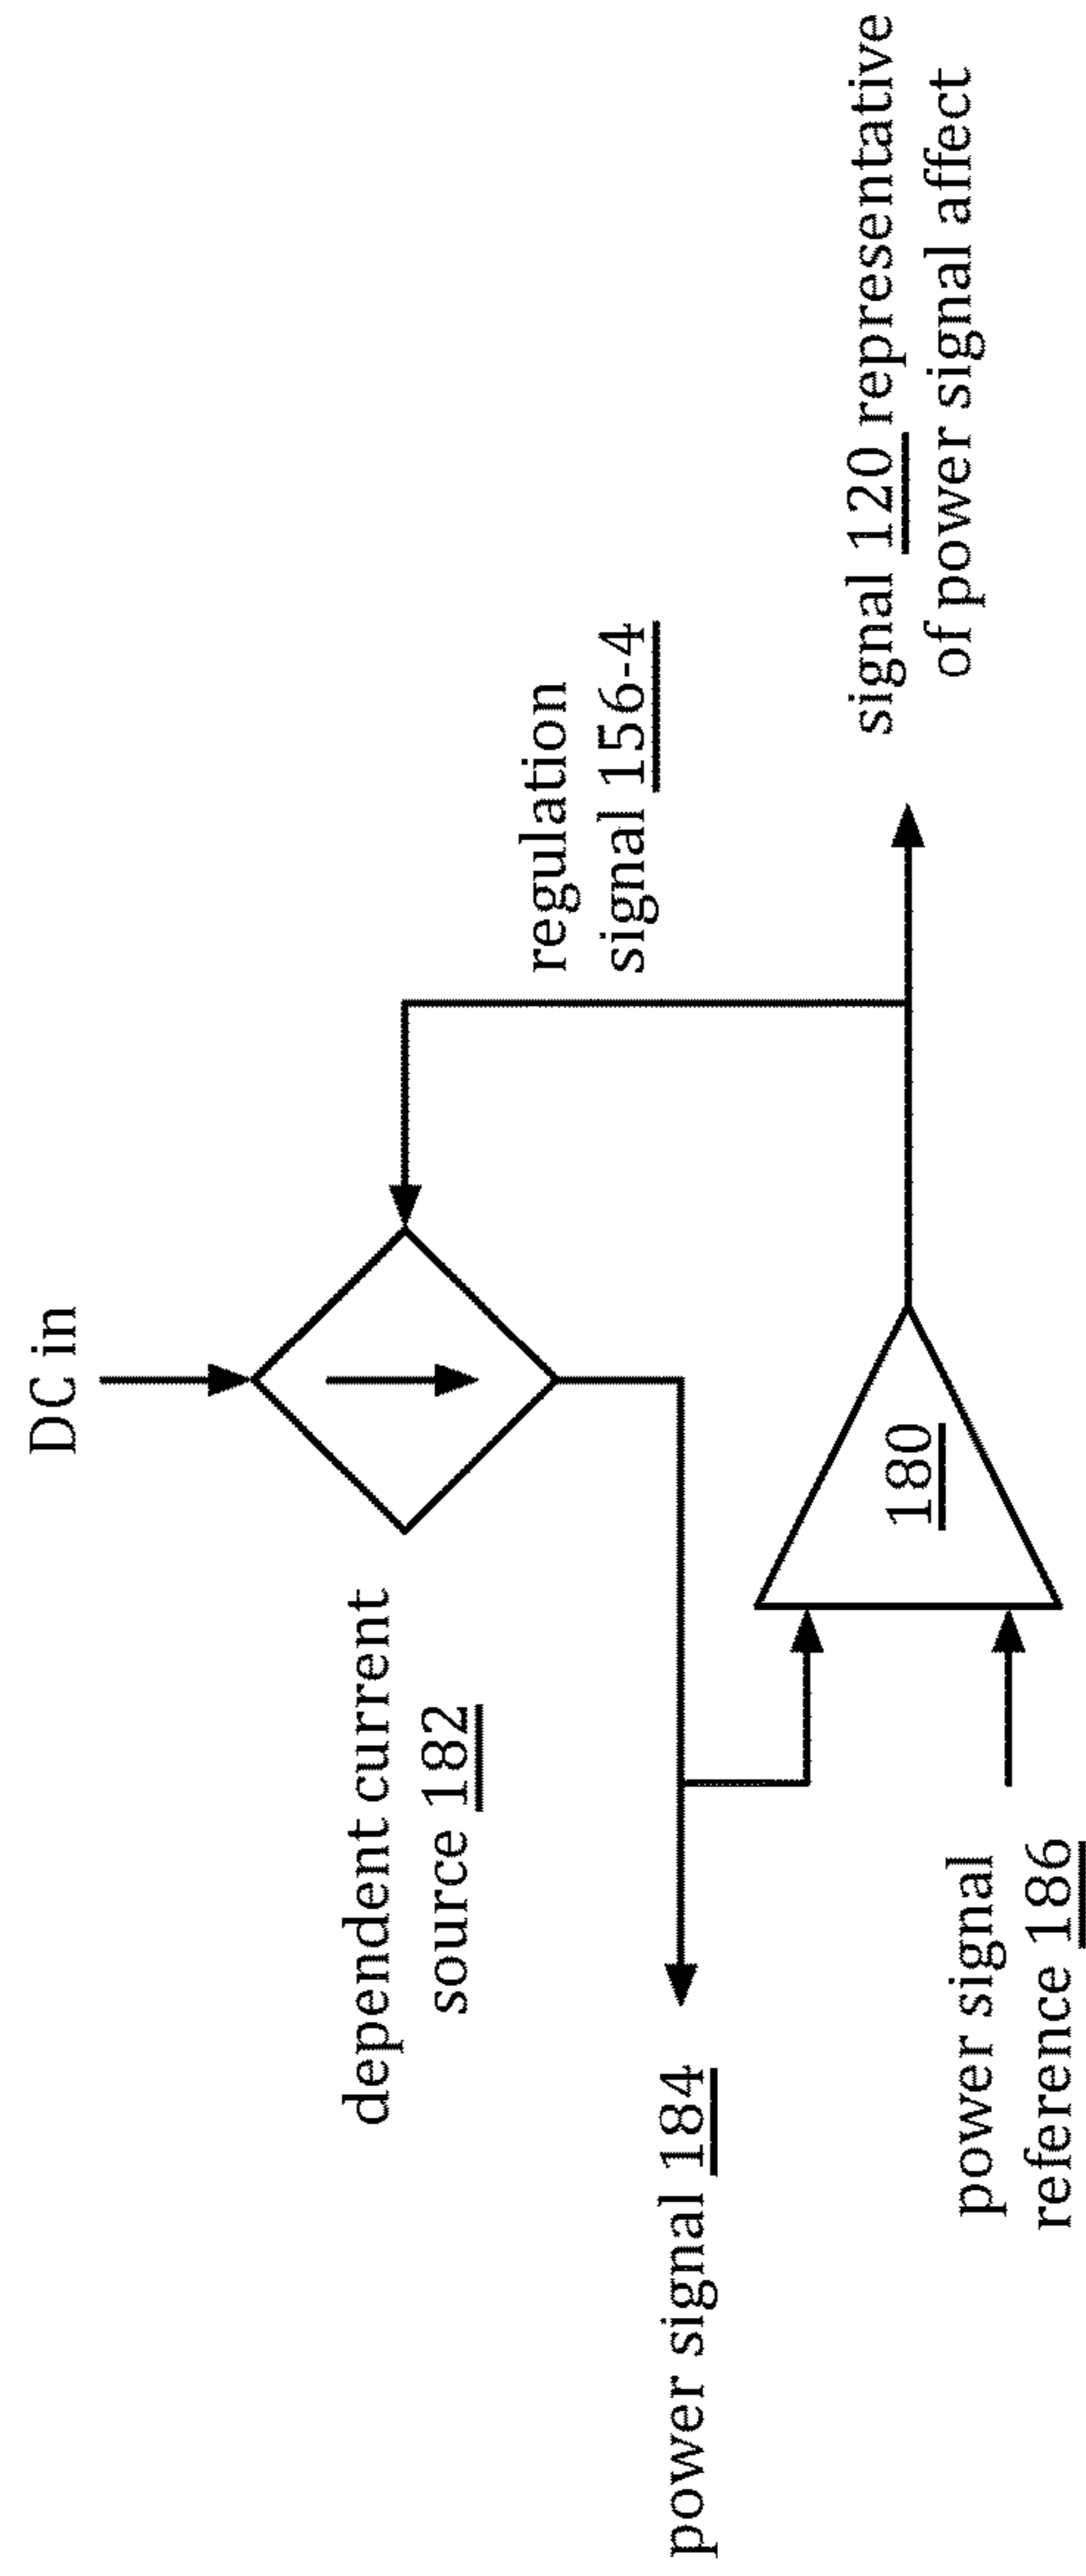 DC in
dependent current
source 182
regulation
signal 156-4
power signal 184
180
signal 120 representative
of power signal affect
power signal
reference 186